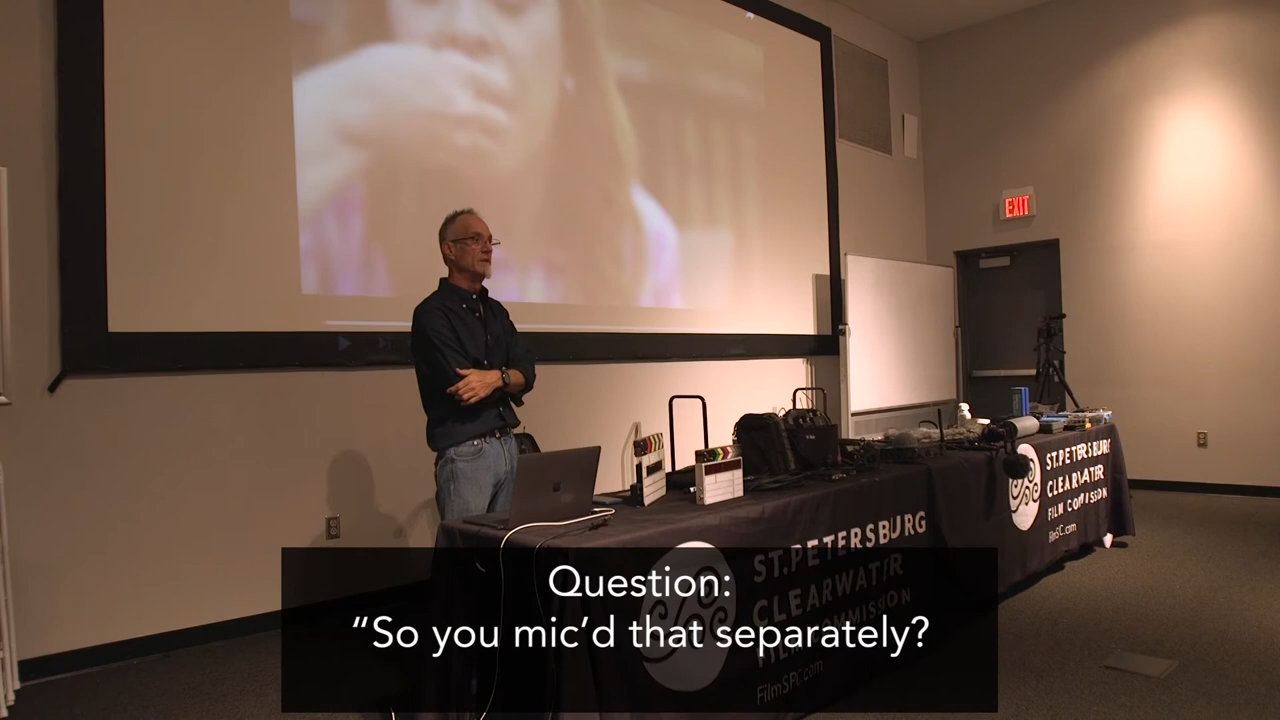 EXIT
ST.PETERSBURG
CLEARWATER
FILM COMMISSION
FilmSPC.com
ST.PETERSBURG
CLEARWATER
FILM COMMISSION
FilmSPC.com
Question:
“So you mic’d that separately?